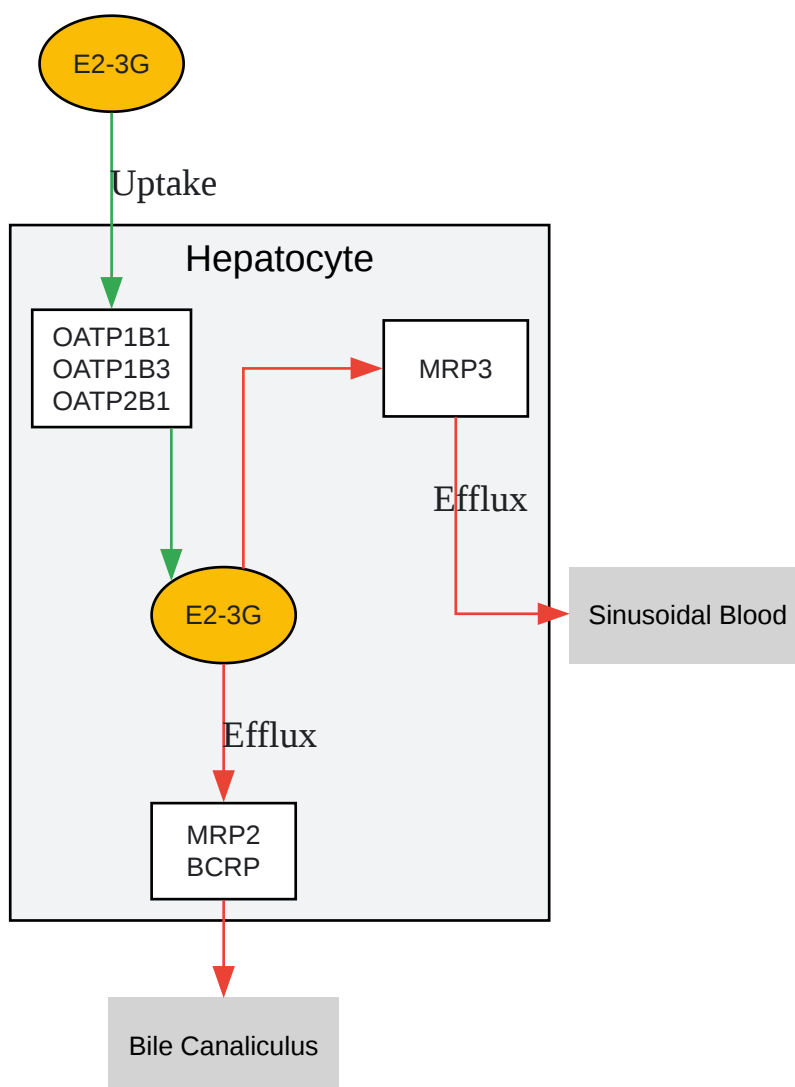 E2-3G
Uptake
Hepatocyte
OATP1B1
OATP1B3
OATP2B1
MRP3
Efflux
E2-3G
Sinusoidal Blood
Efflux
MRP2
BCRP
Bile Canaliculus